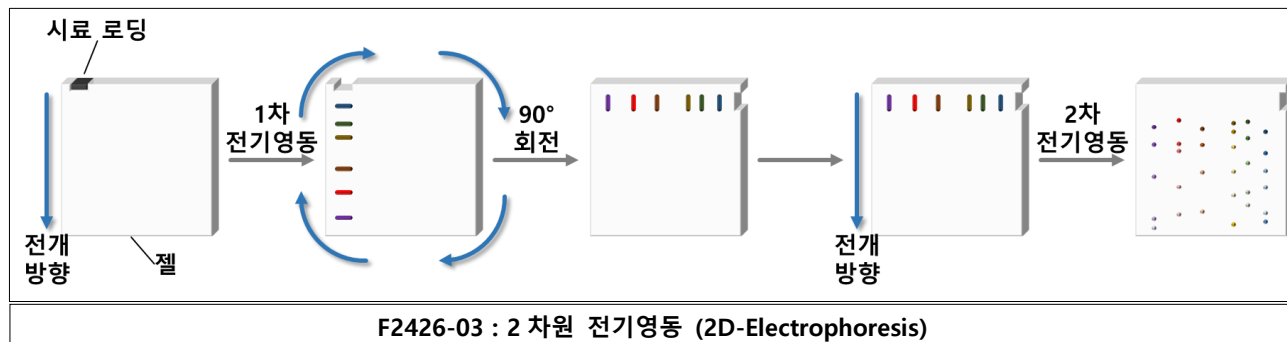 시료 로딩
1차
전기영동
90°
회전
2차
전기영동
전개
방향
젤
전개
방향
F2426-03 : 2 차원 전기영동 (2D-Electrophoresis)